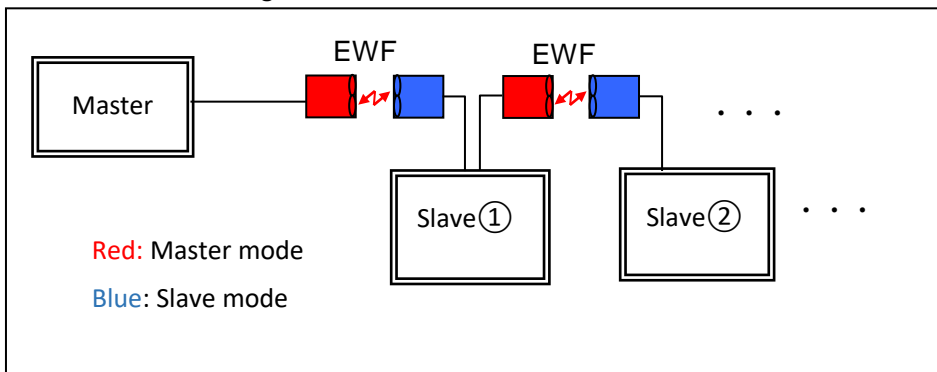 EWF
EWF
Master
. . .
Slave①
Slave②
. . .
Red: Master mode
Blue: Slave mode